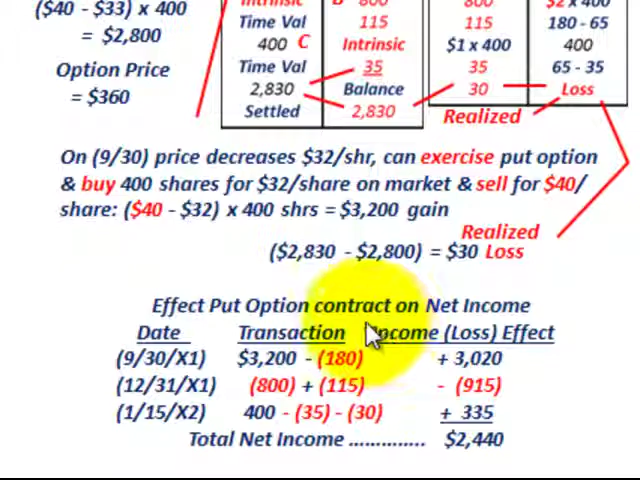 ($40 - $33) x 400
= $2,800
Option Price
= $360
Intrinsic
Time Val
400 C
Time Val
2,830
Settled
115
Intrinsic
35
Balance
2,830
800
115
$1 x 400
35
30
Realized
$2 x 400
180 - 65
400
65 - 35
Loss
On (9/30) price decreases $32/shr, can exercise put option
& buy 400 shares for $32/share on market & sell for $40/
share: ($40 - $32) x 400 shrs = $3,200 gain
Realized
($2,830 - $2,800) = $30 Loss
Effect Put Option contract on Net Income
Date Transaction Income (Loss) Effect
(9/30/X1) $3,200 - (180) + 3,020
(12/31/X1) (800) + (115) - (915)
(1/15/X2) 400 - (35) - (30) + 335
Total Net Income .............. $2,440